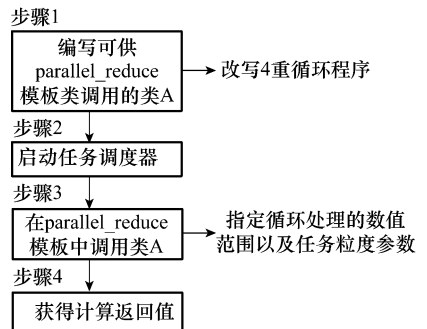 步骤1
编写可供
parallel_reduce
模板类调用的类A
改写4重循环程序
步骤2
启动任务调度器
步骤3
在parallel_reduce
模板中调用类A
指定循环处理的数值
范围以及任务粒度参数
步骤4
获得计算返回值